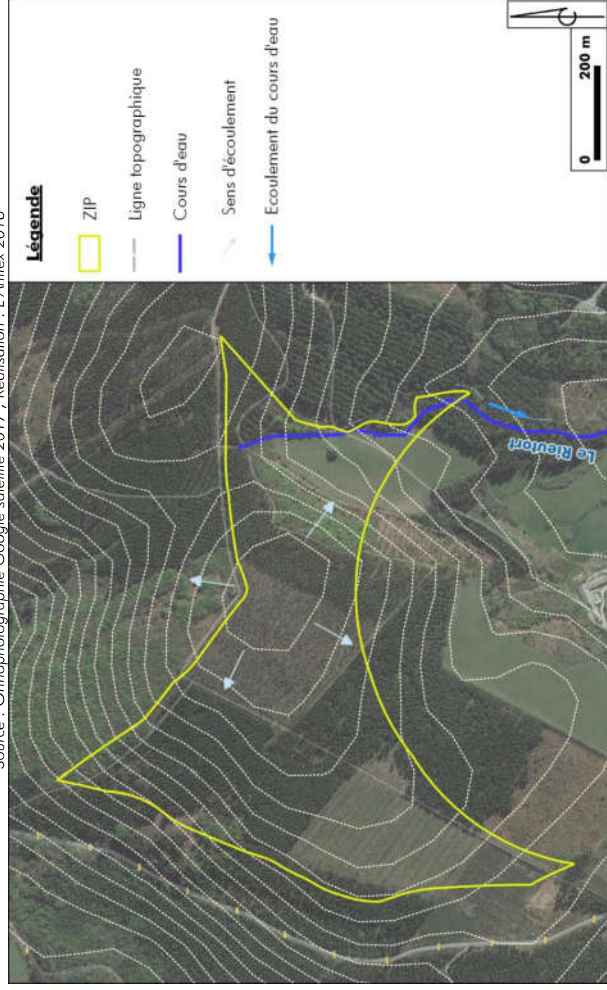 Source : Orthophotographie Google satellite 2017 ; Réalisation : L'Artifex 2018
Légende
ZIP
Ligne topographique
Cours d'eau
Sens d'écoulement
Ecoulement du cours d'eau
0 200 m
Le Rieutort